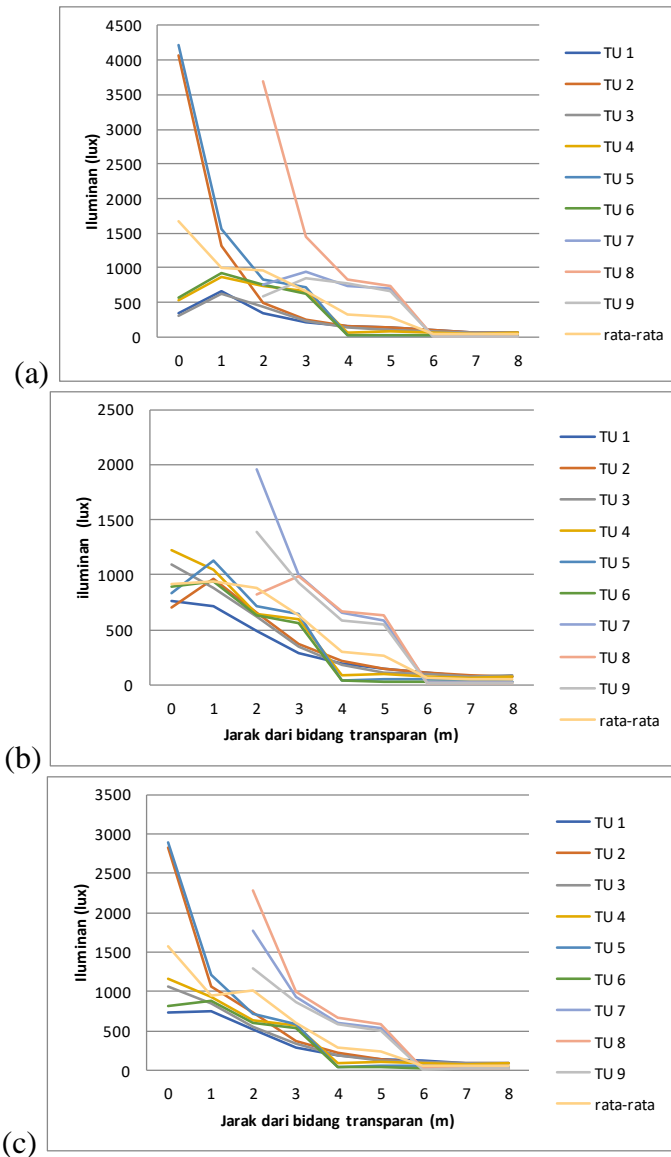 4500
4000
3500
3000
2500
2000
1500
1000
500
0
Iluminan (lux)
0 1 2 3 4 5 6 7 8
TU 1
TU 2
TU 3
TU 4
TU 5
TU 6
TU 7
TU 8
TU 9
rata-rata
(a)
2500
2000
1500
1000
500
0
iluminan (lux)
0 1 2 3 4 5 6 7 8
Jarak dari bidang transparan (m)
TU 1
TU 2
TU 3
TU 4
TU 5
TU 6
TU 7
TU 8
TU 9
rata-rata
(b)
3500
3000
2500
2000
1500
1000
500
0
Iluminan (lux)
0 1 2 3 4 5 6 7 8
Jarak dari bidang transparan (m)
TU 1
TU 2
TU 3
TU 4
TU 5
TU 6
TU 7
TU 8
TU 9
rata-rata
(c)